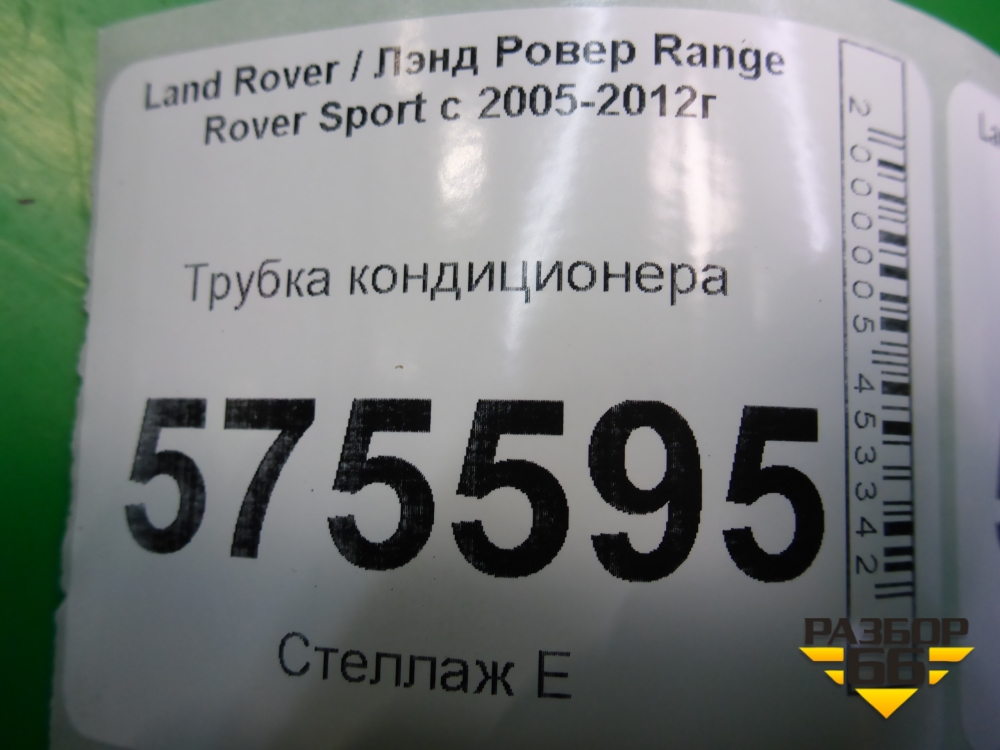 Land Rover / Лэнд Ровер Range
Rover Sport с 2005-2012г
Трубка кондиционера
575595
Стеллаж Е
2000005453342
РАЗБОР
66